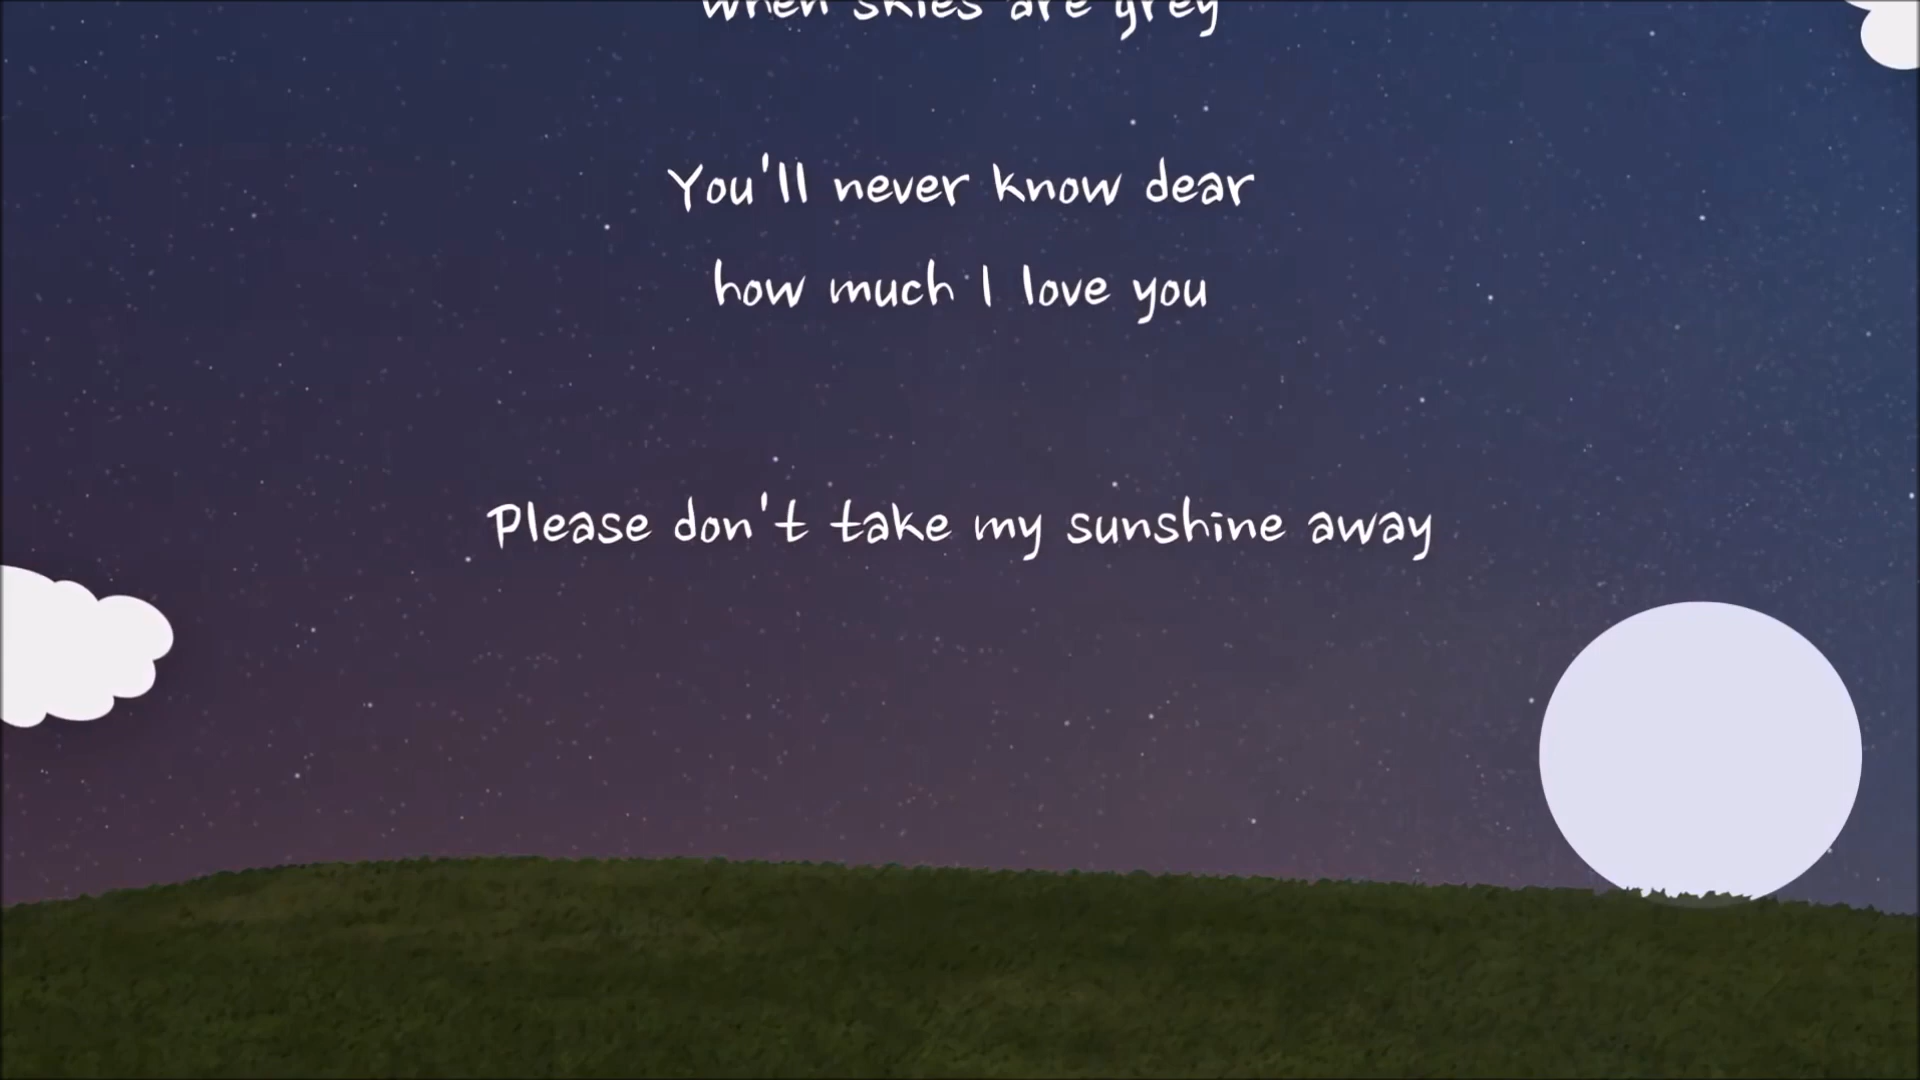 when skies are grey
You'll never know dear
how much I love you
Please don't take my sunshine away